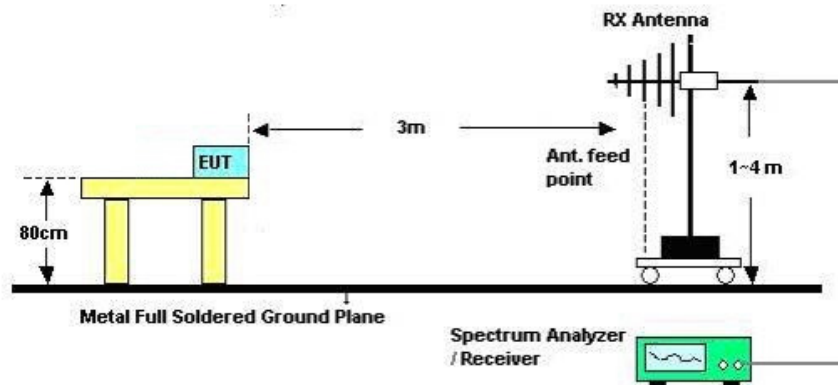 RX Antenna
3m
EUT
Ant. feed
point
1~4 m
80cm
Metal Full Soldered Ground Plane
Spectrum Analyzer
/ Receiver